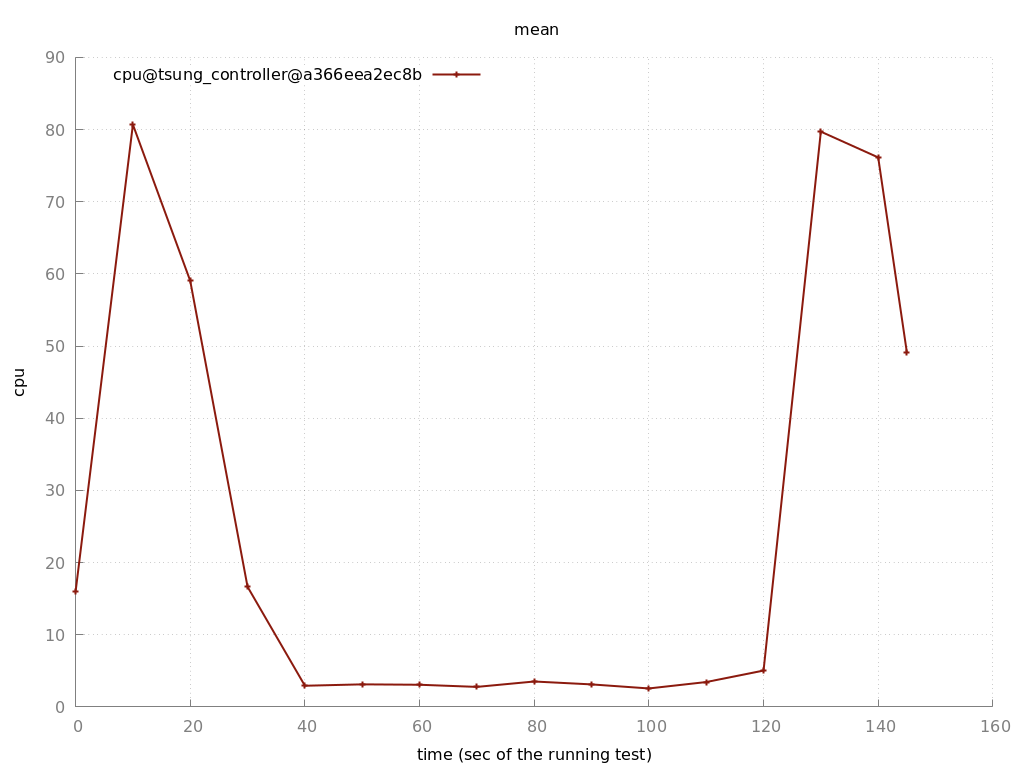 mean
90
cpu@tsung_controller@a366eea2ec8b
80
70
60
50
40
30
20
10
0
cpu
0 20 40 60 80 100 120 140 160
time (sec of the running test)